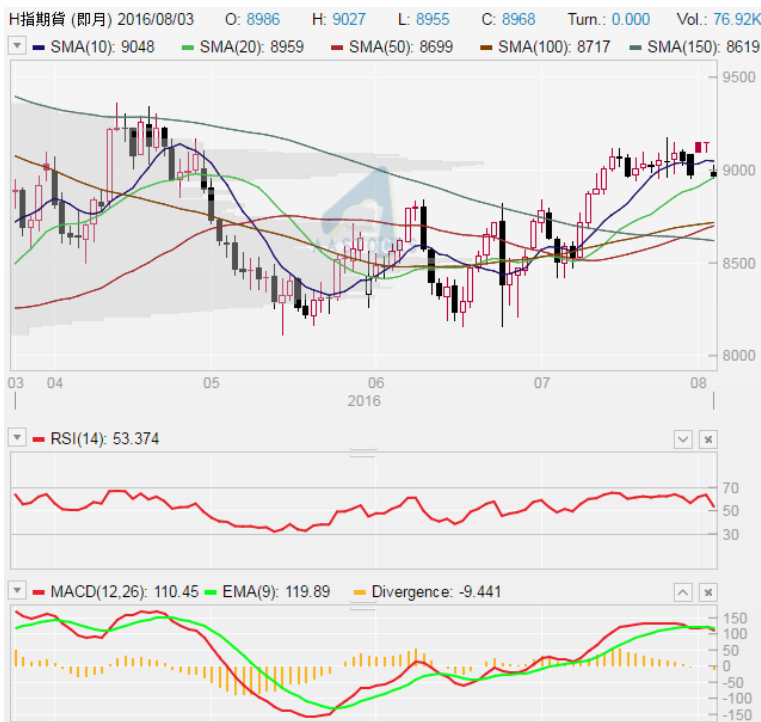 H指期貨 (即月) 2016/08/03 O: 8986 H: 9027 L: 8955 C: 8968 Turn.: 0.000 Vol.: 76.92K
SMA(10): 9048 SMA(20): 8959 SMA(50): 8699 SMA(100): 8717 SMA(150): 8619
9500
9000
AASTOCKS
8500
8000
03 04 05 06 07 08
2016
RSI(14): 53.374
70
50
30
MACD(12,26): 110.45 EMA(9): 119.89 Divergence: -9.441
150
100
50
0
-50
-100
-150